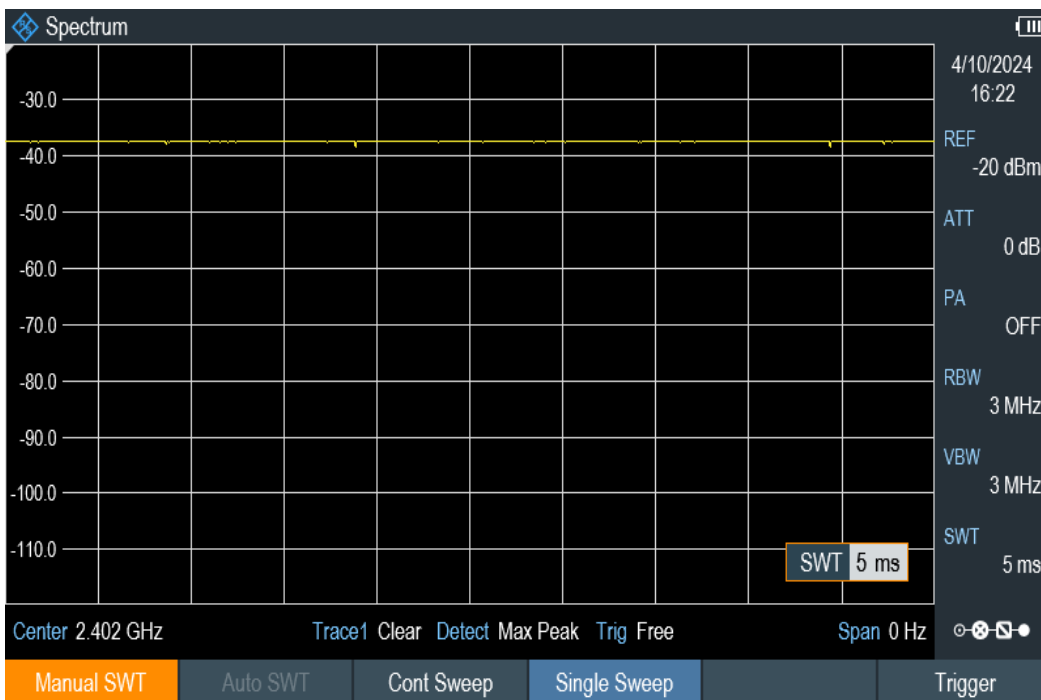 Spectrum
4/10/2024
16:22
-30.0
-40.0
-50.0
-60.0
-70.0
-80.0
-90.0
-100.0
-110.0
REF
-20 dBm
ATT
0 dB
PA
OFF
RBW
3 MHz
VBW
3 MHz
SWT
5 ms
SWT 5 ms
Center 2.402 GHz Trace1 Clear Detect Max Peak Trig Free Span 0 Hz
Manual SWT Auto SWT Cont Sweep Single Sweep Trigger